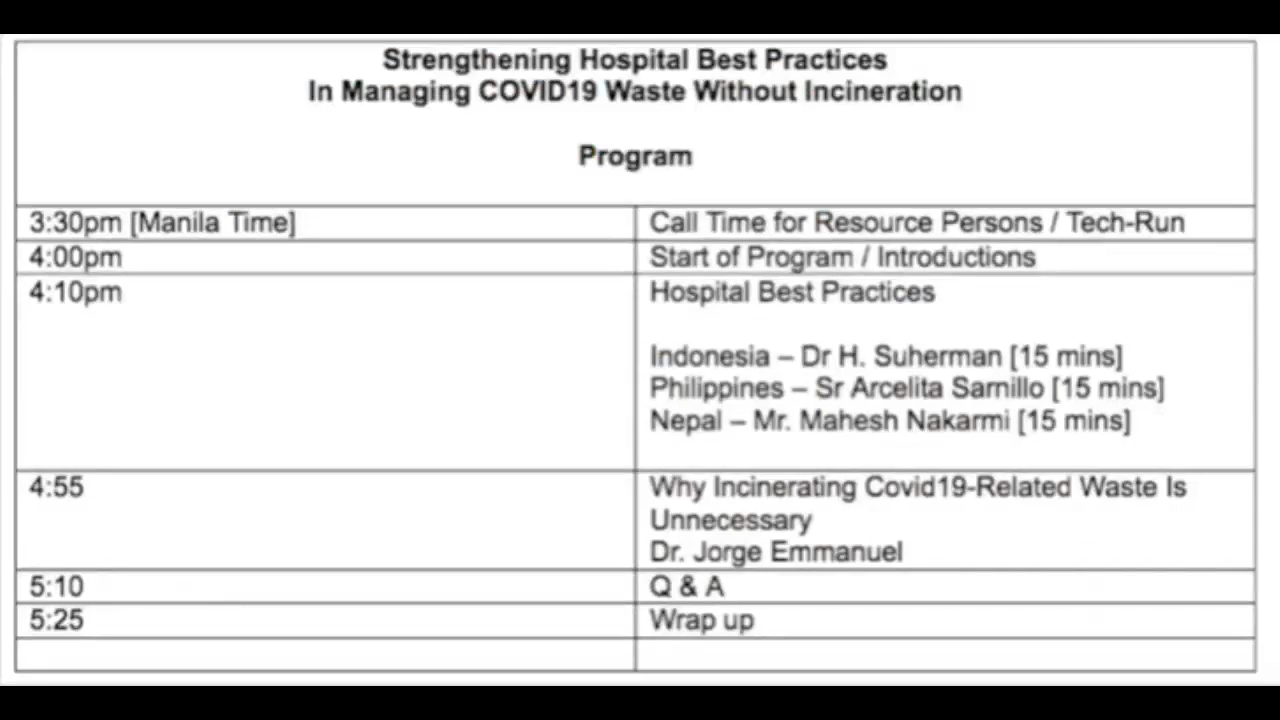 Strengthening Hospital Best Practices
In Managing COVID19 Waste Without Incineration
Program
3:30pm [Manila Time] Call Time for Resource Persons / Tech-Run
4:00pm Start of Program / Introductions
4:10pm Hospital Best Practices
Indonesia – Dr H. Suherman [15 mins]
Philippines – Sr Arcelita Sarnillo [15 mins]
Nepal – Mr. Mahesh Nakarmi [15 mins]
4:55 Why Incinerating Covid19-Related Waste Is
Unnecessary
Dr. Jorge Emmanuel
5:10 Q & A
5:25 Wrap up